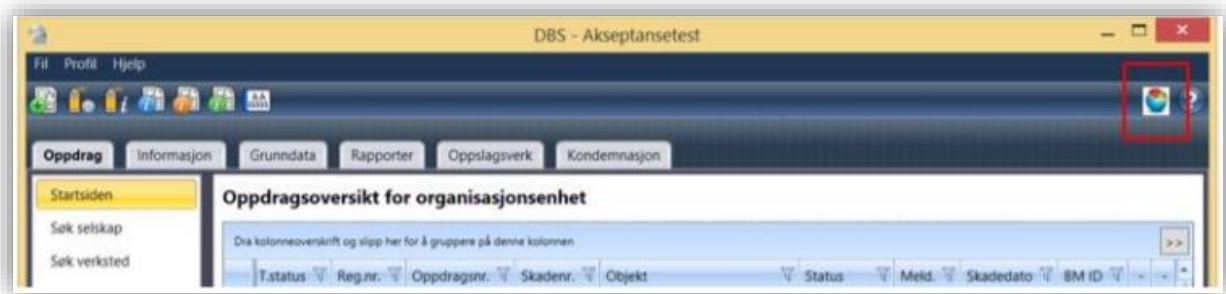 DBS - Akseptansetest
Fil Profil Hjelp
Oppdrag Informasjon Grunndata Rapporter Oppslagsverk Kondemnasjon
Startsiden
Oppdragsoversikt for organisasjonsenhet
Søk selskap
Dra kolonneoverskrift og slipp her for å gruppere på denne kolonnen >>
Søk verksted
T.status Reg.nr. Oppdragsnr. Skadenr. Objekt Status Meld. Skadedato BM ID - -